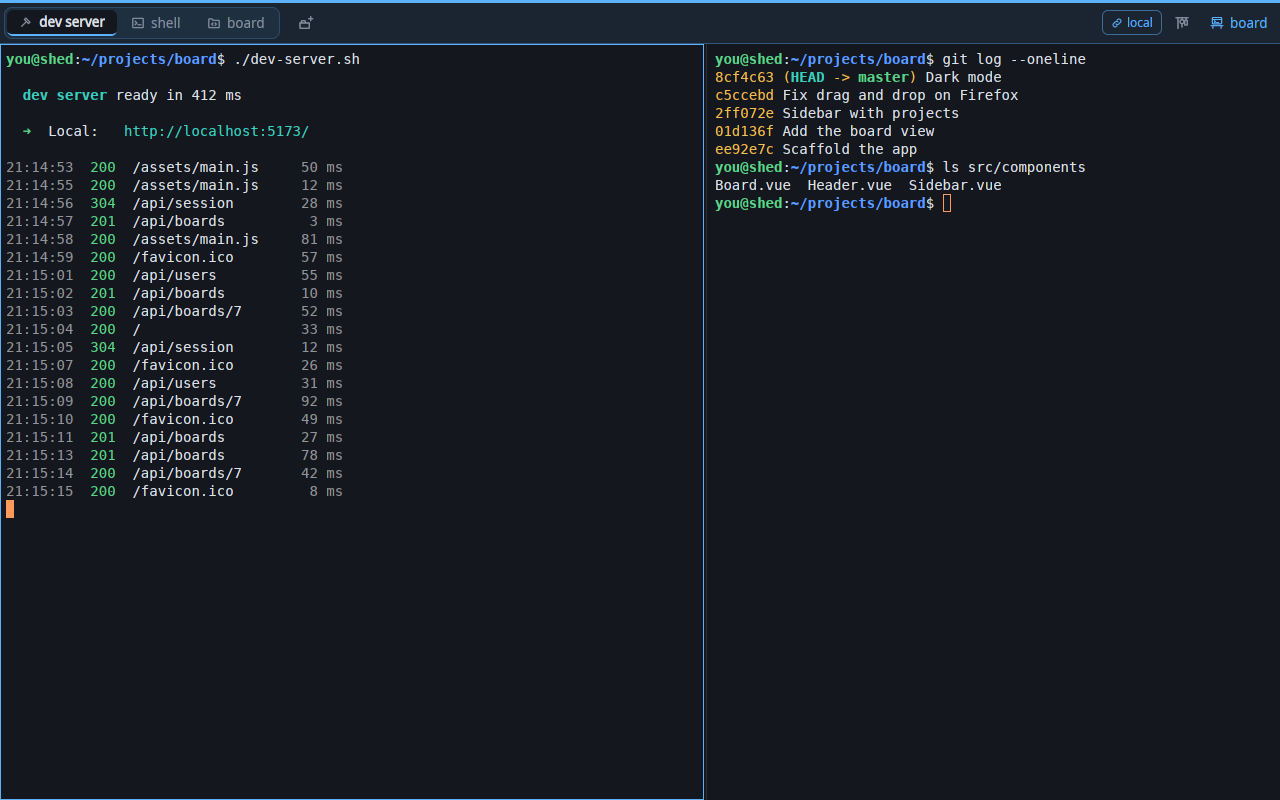 dev server
shell
board
local
board
you@shed:~/projects/board$ ./dev-server.sh
dev server ready in 412 ms
➜ Local: http://localhost:5173/
21:14:53 200 /assets/main.js 50 ms
21:14:55 200 /assets/main.js 12 ms
21:14:56 304 /api/session 28 ms
21:14:57 201 /api/boards 3 ms
21:14:58 200 /assets/main.js 81 ms
21:14:59 200 /favicon.ico 57 ms
21:15:01 200 /api/users 55 ms
21:15:02 201 /api/boards 10 ms
21:15:03 200 /api/boards/7 52 ms
21:15:04 200 / 33 ms
21:15:05 304 /api/session 12 ms
21:15:07 200 /favicon.ico 26 ms
21:15:08 200 /api/users 31 ms
21:15:09 200 /api/boards/7 92 ms
21:15:10 200 /favicon.ico 49 ms
21:15:11 201 /api/boards 27 ms
21:15:13 201 /api/boards 78 ms
21:15:14 200 /api/boards/7 42 ms
21:15:15 200 /favicon.ico 8 ms
you@shed:~/projects/board$ git log --oneline
8cf4c63 (HEAD -> master) Dark mode
c5ccebd Fix drag and drop on Firefox
2ff072e Sidebar with projects
01d136f Add the board view
ee92e7c Scaffold the app
you@shed:~/projects/board$ ls src/components
Board.vue Header.vue Sidebar.vue
you@shed:~/projects/board$